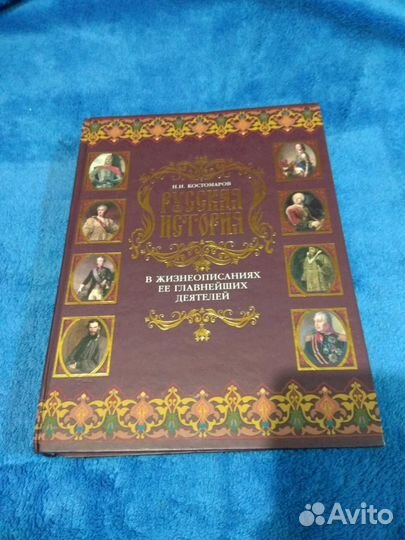 Н.И. КОСТОМАРОВ
РУССКАЯ
ИСТОРИЯ
В ЖИЗНЕОПИСАНИЯХ
ЕЕ ГЛАВНЕЙШИХ
ДЕЯТЕЛЕЙ
Avito